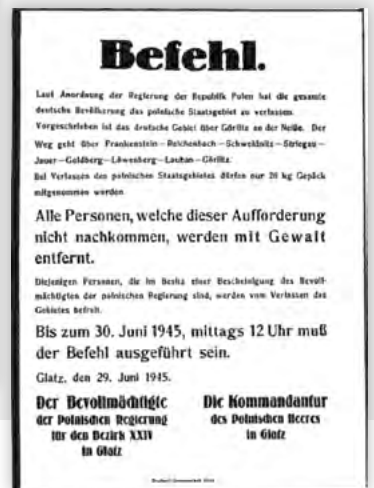 Befehl.
Laut Anordnung der Regierung der Republik Polen hat die gesamte
deutsche Bevölkerung das polnische Staatsgebiet zu verlassen.
Vorgeschrieben ist das deutsche Gebiet über Görlitz an der Neiße. Der
Weg geht über Frankenstein—Reichenbach—Schweidnitz—Striegau—
Jauer—Goldberg—Löwenberg—Lauban—Görlitz.
Bei Verlassen des polnischen Staatsgebietes dürfen nur 20 kg Gepäck
mitgenommen werden.
Alle Personen, welche dieser Aufforderung
nicht nachkommen, werden mit Gewalt
entfernt.
Diejenigen Personen, die im Besitz einer Bescheinigung des Bevoll-
mächtigten der polnischen Regierung sind, werden vom Verlassen des
Gebietes befreit.
Bis zum 30. Juni 1945, mittags 12 Uhr muß
der Befehl ausgeführt sein.
Glatz, den 29. Juni 1945.
Der Bevollmächtigte
der Polnischen Regierung
für den Bezirk XXIV
in Glatz
Die Kommandantur
des Polnischen Heeres
in Glatz